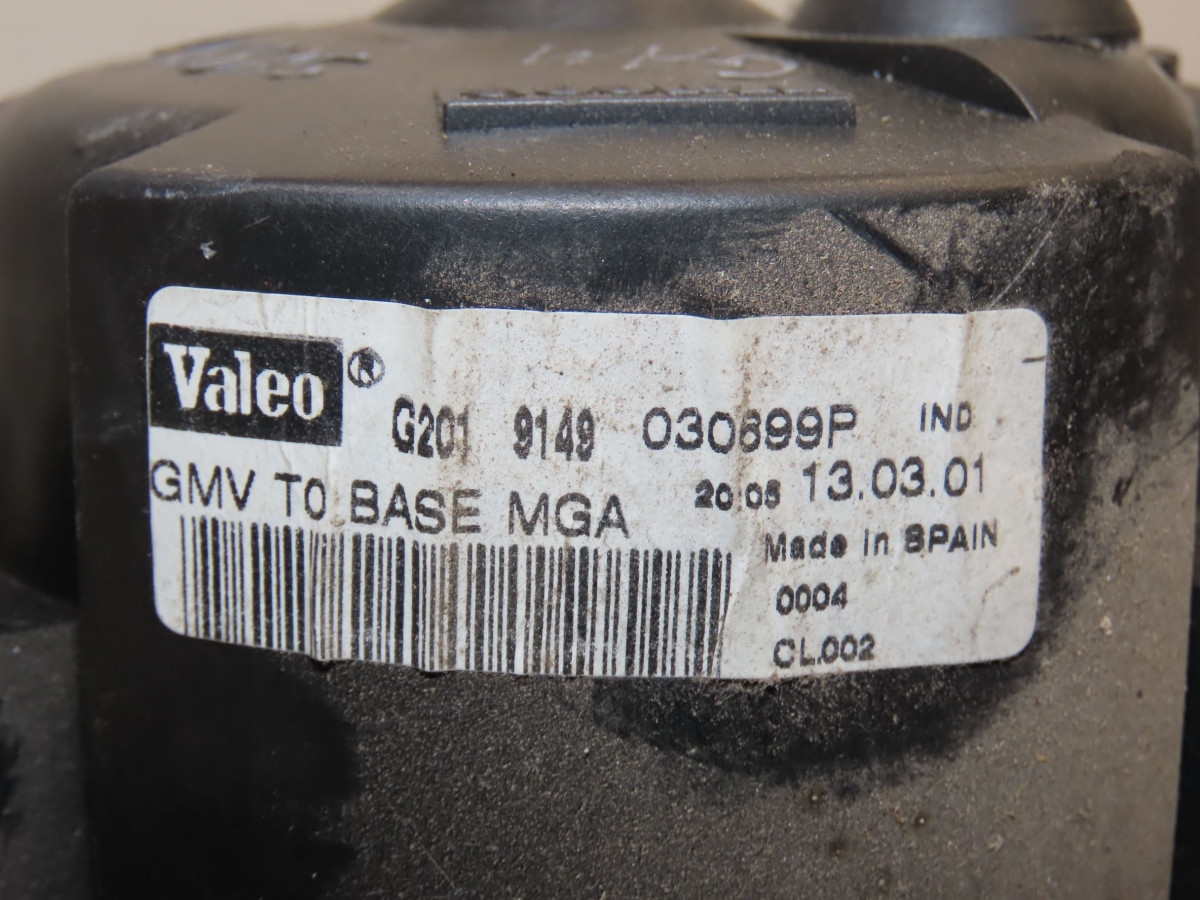 Valeo®
G201 9149 030699P IND
GMV T0 BASE MGA 20:08 13.03.01
Made in SPAIN
0004
CL.002